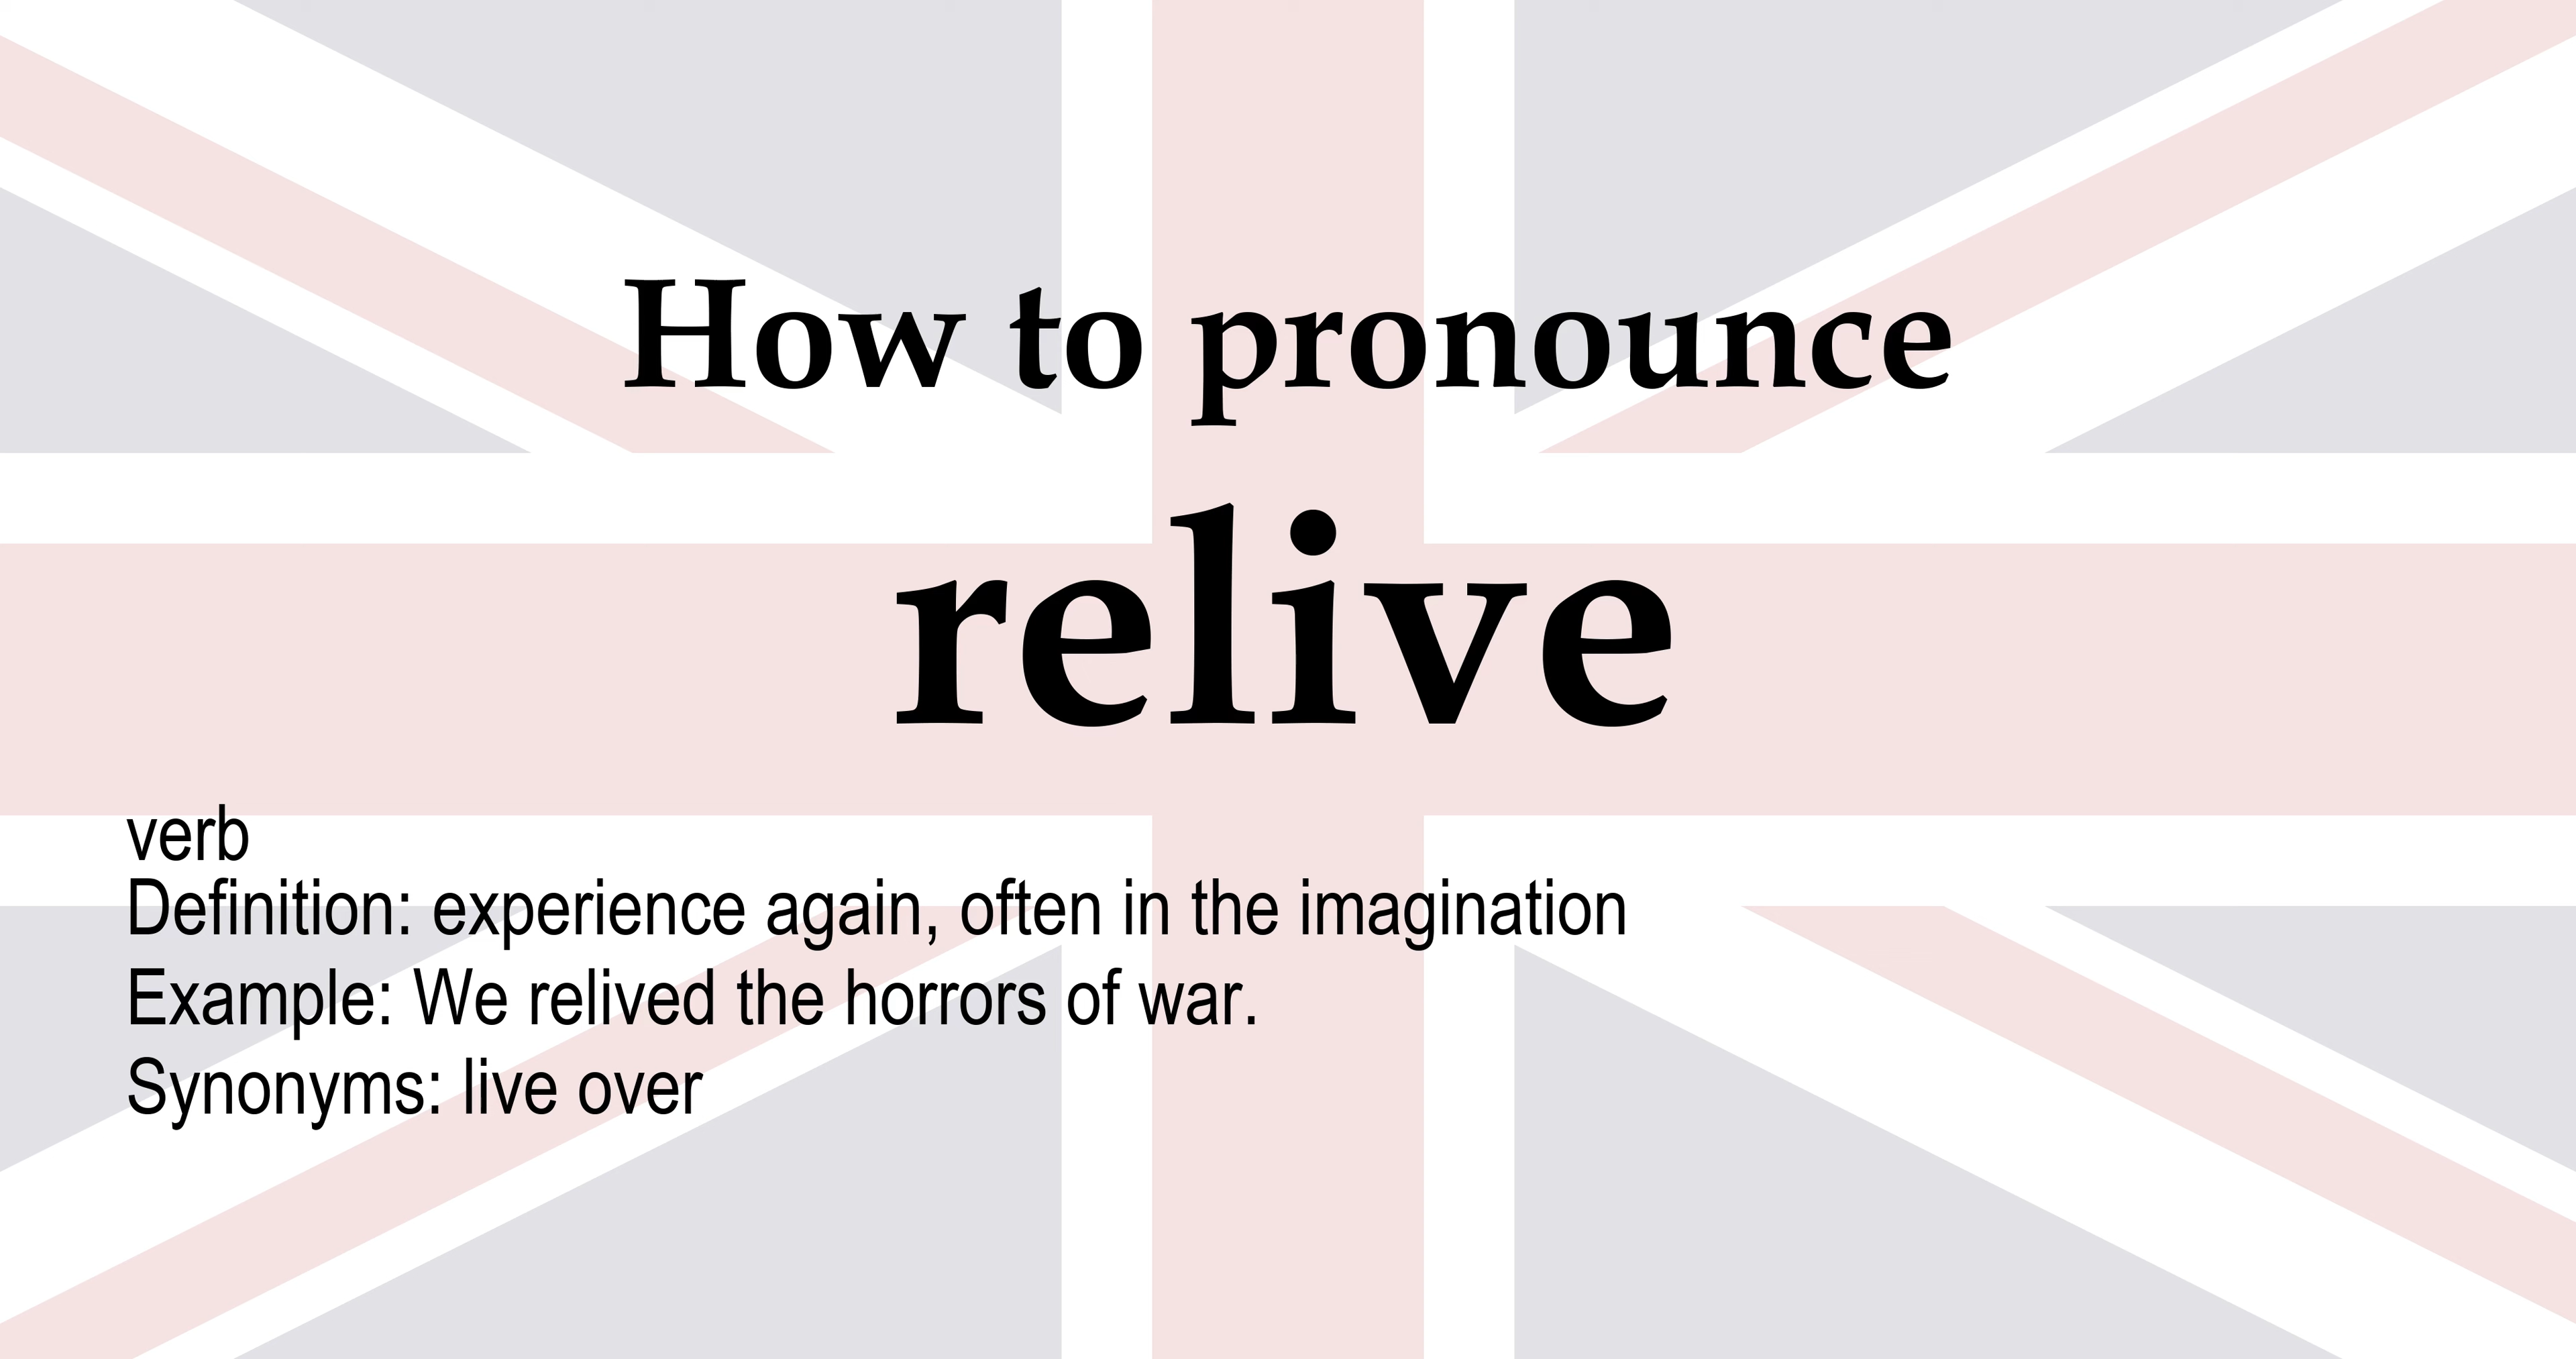 How to pronounce
relive
verb
Definition: experience again, often in the imagination
Example: We relived the horrors of war.
Synonyms: live over